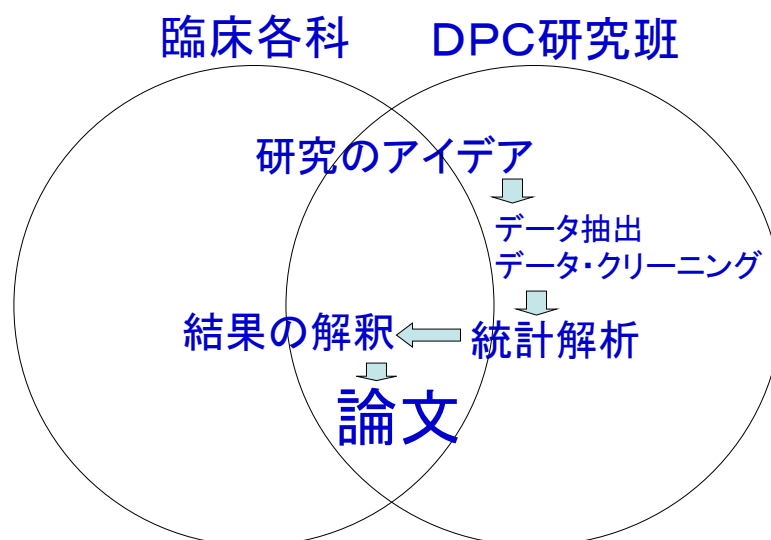 臨床各科
DPC研究班
研究のアイデア
データ抽出
データ・クリーニング
統計解析
結果の解釈
論文